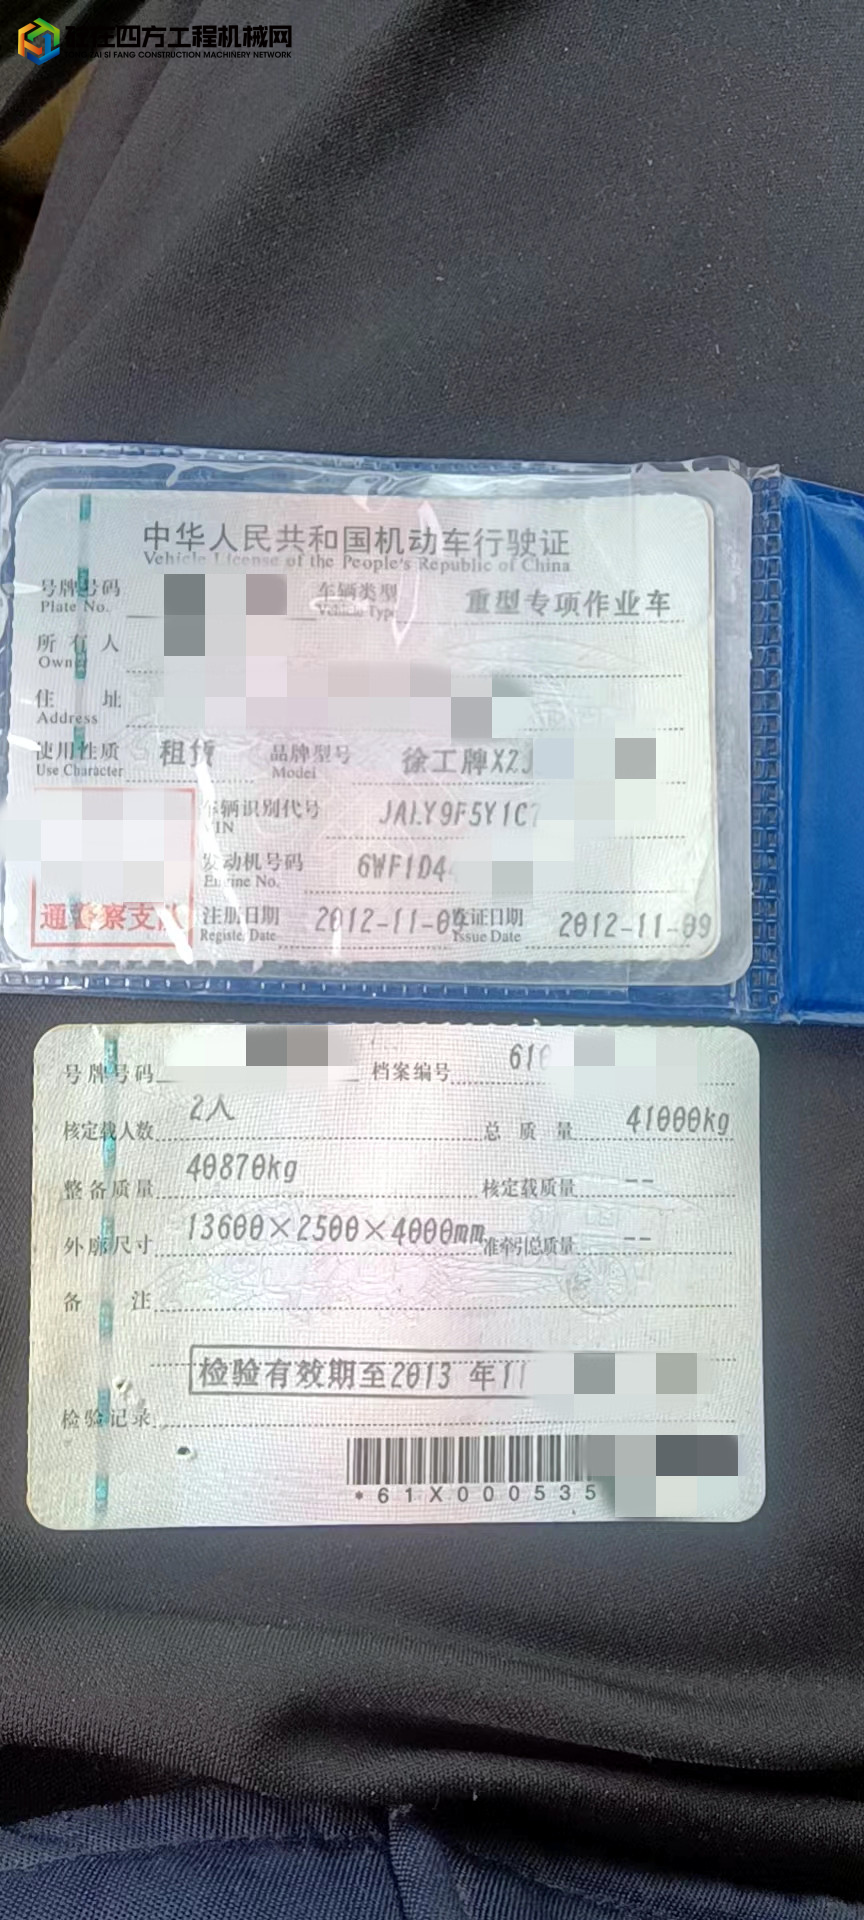 在四方工程机械网
AI SI FANG CONSTRUCTION MACHINERY NETWORK
中华人民共和国机动车行驶证
Vehicle License of the People's Republic of China
号牌号码 车辆类型 重型专项作业车
Plate No. Vehicle Type
所有人
Owner
住址
Address
使用性质 租赁 品牌型号 徐工牌XZJ
Use Character Model
车辆识别代号 JALY9F5Y1C7
VIN
发动机号码 6WF1D4
Engine No.
通警察支队 注册日期 2012-11-09 发证日期 2012-11-09
Register Date Issue Date
号牌号码 档案编号 610
核定载人数 2人 总质量 41000kg
整备质量 40870kg 核定载质量 --
外廓尺寸 13600×2500×4000mm 准牵引总质量 --
备注
检验有效期至2013 年11
检验记录
*61X000535